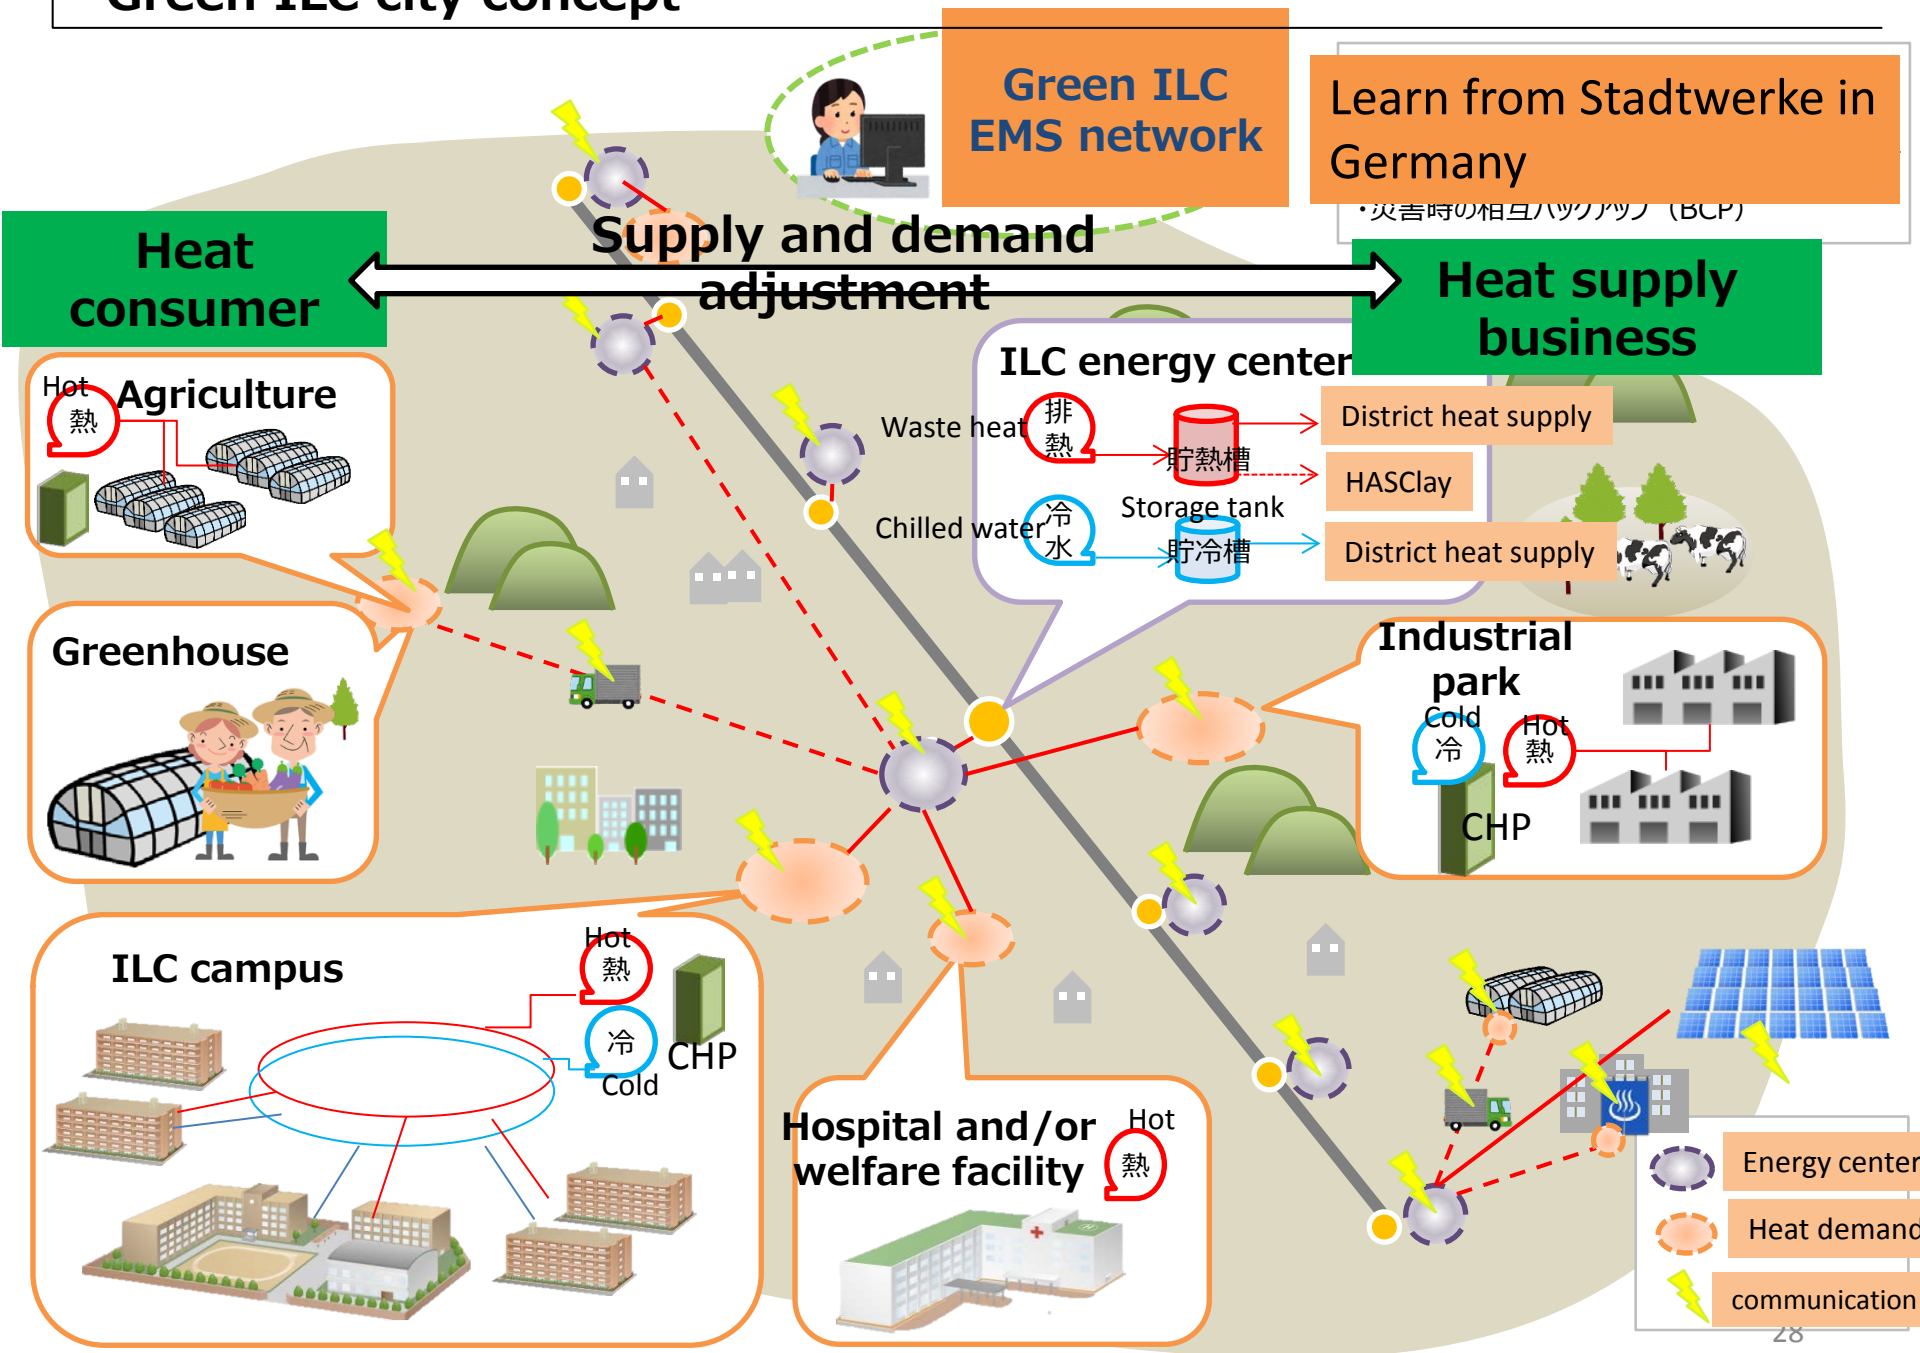 Green ILC city concept
Green ILC
EMS network
Learn from Stadtwerke in
Germany
・災害時の相互バックアップ（BCP）
Heat
consumer
Supply and demand
adjustment
Heat supply
business
ILC energy center
Waste heat
排
熱
貯熱槽
District heat supply
HASClay
Storage tank
Chilled water
冷
水
貯冷槽
District heat supply
Hot
熱
Agriculture
Greenhouse
Industrial
park
Cold
冷
Hot
熱
CHP
ILC campus
Hot
熱
冷
Cold
CHP
Hospital and/or
welfare facility
Hot
熱
Energy center
Heat demand
communication
28